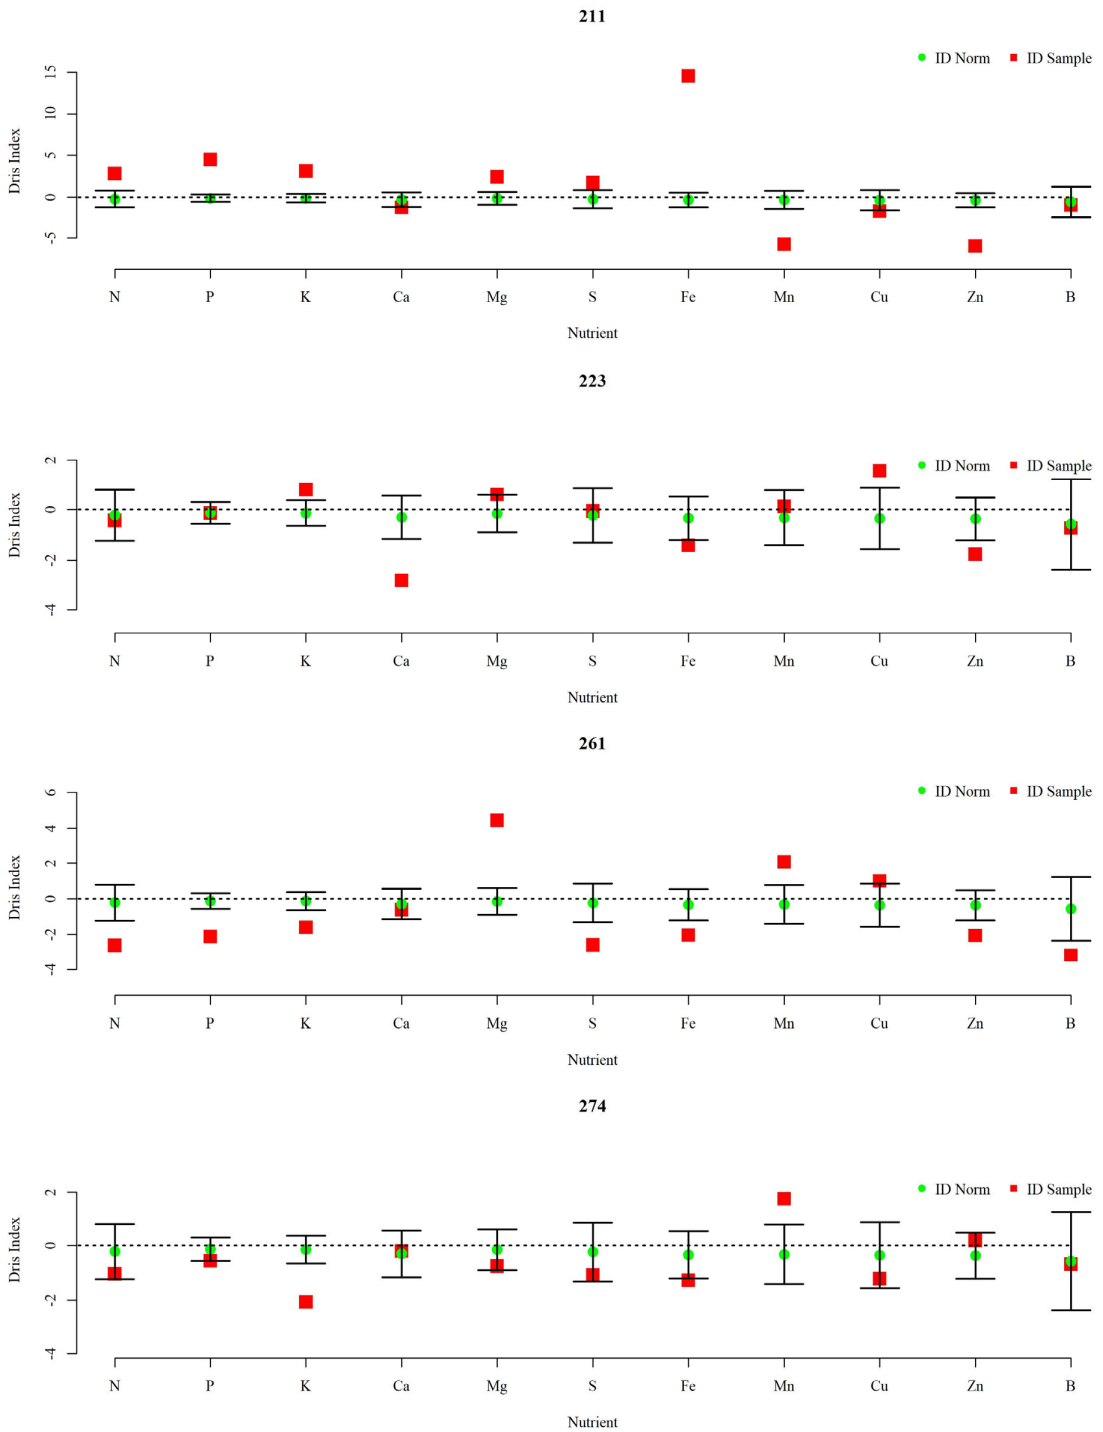 211
ID Norm ID Sample
Dris Index
15
10
5
0
-5
N P K Ca Mg S Fe Mn Cu Zn B
Nutrient
223
ID Norm ID Sample
Dris Index
2
0
-2
-4
N P K Ca Mg S Fe Mn Cu Zn B
Nutrient
261
ID Norm ID Sample
Dris Index
6
4
2
0
-2
-4
N P K Ca Mg S Fe Mn Cu Zn B
Nutrient
274
ID Norm ID Sample
Dris Index
2
0
-2
-4
N P K Ca Mg S Fe Mn Cu Zn B
Nutrient